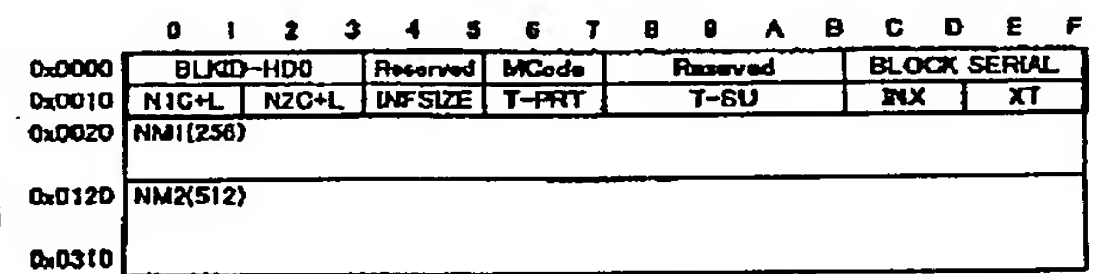 0 1 2 3 4 5 6 7 8 9 A B C D E F
0x0000 BLKID-HD0 Reserved MCode Reserved BLOCK SERIAL
0x0010 N1C+L N2C+L INFSIZE T-PRT T-SU INX XT
0x0020 NM1(256)
0x0120 NM2(512)
0x0310